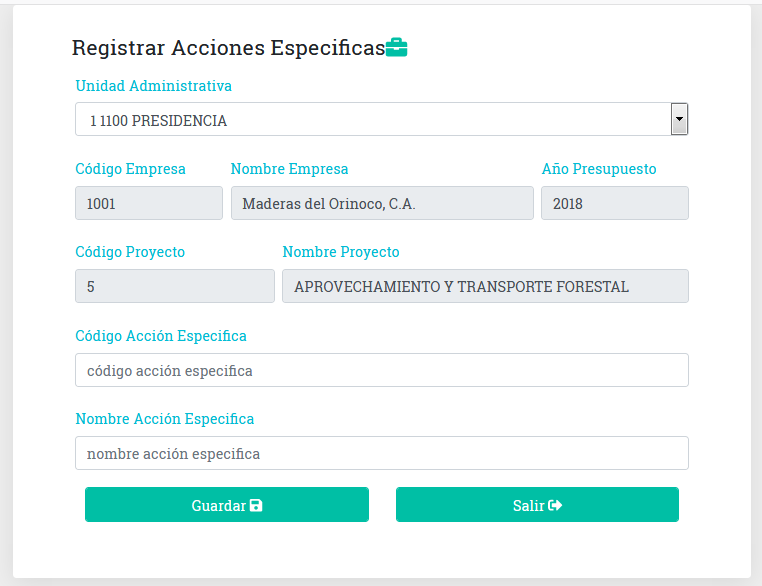 Registrar Acciones Especificas
Unidad Administrativa
1 1100 PRESIDENCIA
Código Empresa Nombre Empresa Año Presupuesto
1001 Maderas del Orinoco, C.A. 2018
Código Proyecto Nombre Proyecto
5 APROVECHAMIENTO Y TRANSPORTE FORESTAL
Código Acción Especifica
código acción especifica
Nombre Acción Especifica
nombre acción especifica
Guardar Salir